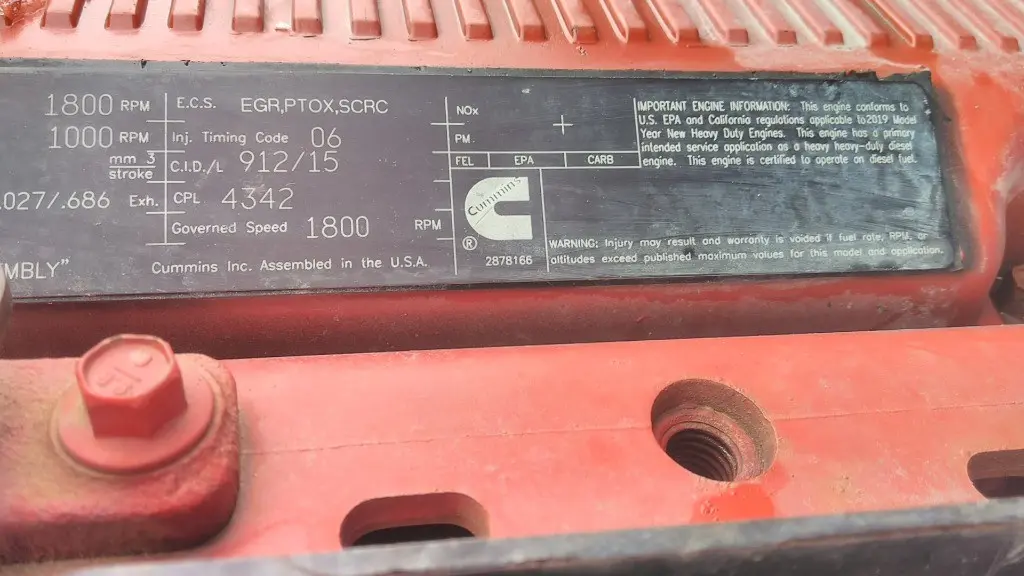 1800 RPM
1000 RPM
mm 3
stroke
.027/.686 Exh.
MBLY"
E.C.S. EGR,PTOX,SCRC
Inj. Timing Code 06
C.I.D./L 912/15
CPL 4342
Governed Speed 1800 RPM
Cummins Inc. Assembled in the U.S.A.
NOx
PM
FEL EPA CARB
Cummins
®
2878166
IMPORTANT ENGINE INFORMATION: This engine conforms to
U.S. EPA and California regulations applicable to2019 Model
Year New Heavy Duty Engines. This engine has a primary
intended service application as a heavy heavy-duty diesel
engine. This engine is certified to operate on diesel fuel.
WARNING: Injury may result and warranty is voided if fuel rate, RPM, or
altitudes exceed published maximum values for this model and application.